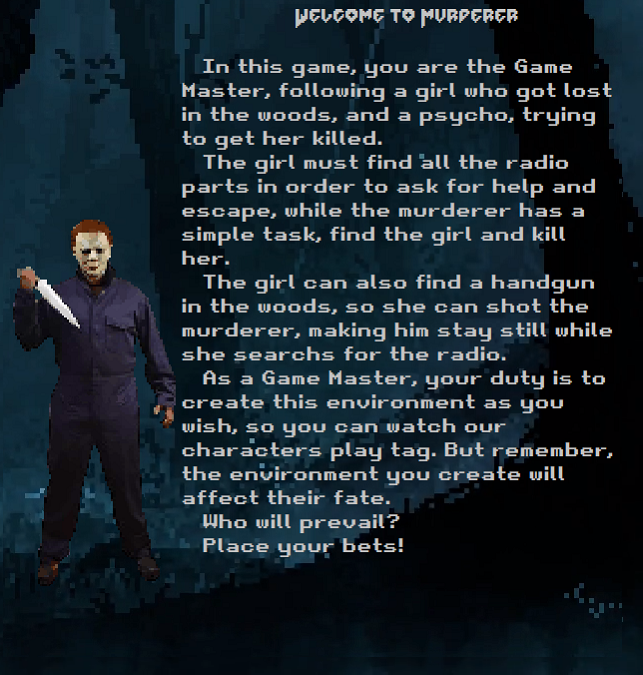 Welcome to Murderer
In this game, you are the Game
Master, following a girl who got lost
in the woods, and a psycho, trying
to get her killed.
The girl must find all the radio
parts in order to ask for help and
escape, while the murderer has a
simple task, find the girl and kill
her.
The girl can also find a handgun
in the woods, so she can shot the
murderer, making him stay still while
she searchs for the radio.
As a Game Master, your duty is to
create this environment as you
wish, so you can watch our
characters play tag. But remember,
the environment you create will
affect their fate.
Who will prevail?
Place your bets!